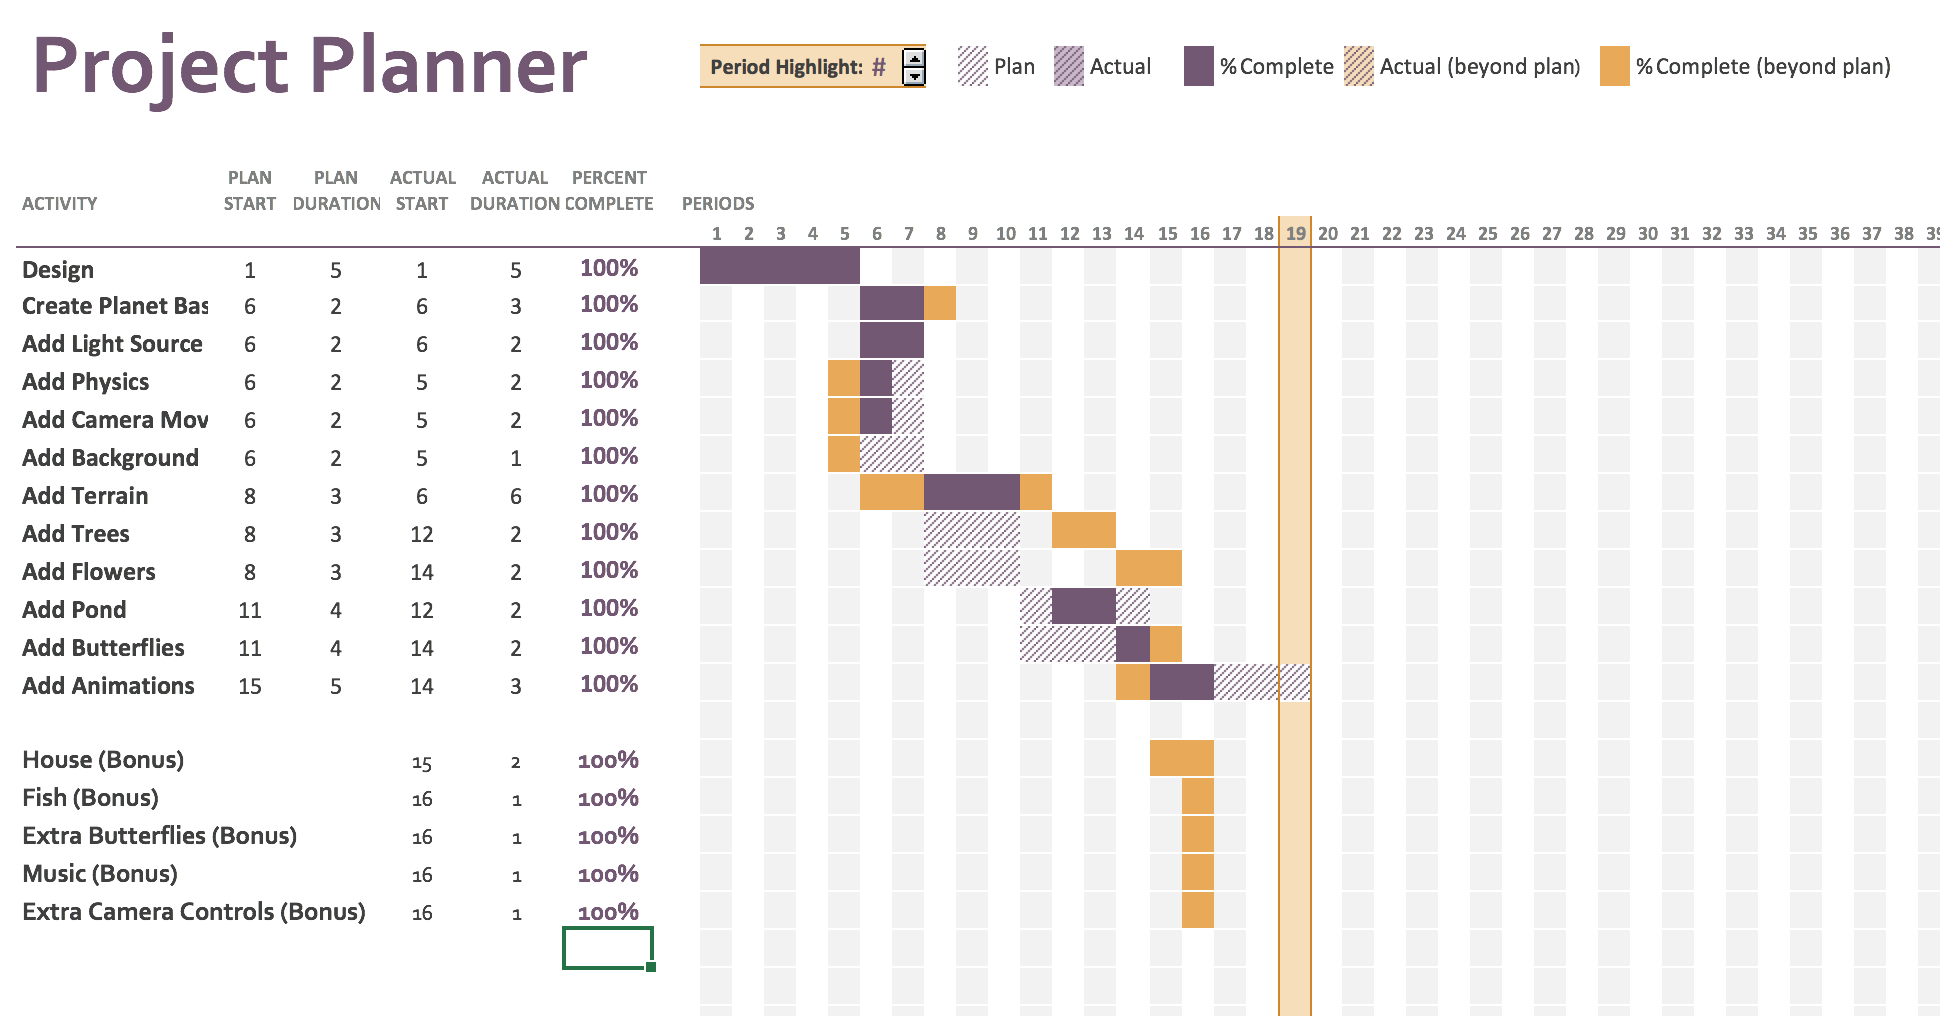 Project Planner
Period Highlight: #
Plan
Actual
% Complete
Actual (beyond plan)
% Complete (beyond plan)
ACTIVITY PLAN START PLAN DURATION ACTUAL START ACTUAL DURATION PERCENT COMPLETE PERIODS
1 2 3 4 5 6 7 8 9 10 11 12 13 14 15 16 17 18 19 20 21 22 23 24 25 26 27 28 29 30 31 32 33 34 35 36 37 38 39
Design 1 5 1 5 100%
Create Planet Bas 6 2 6 3 100%
Add Light Source 6 2 6 2 100%
Add Physics 6 2 5 2 100%
Add Camera Mov 6 2 5 2 100%
Add Background 6 2 5 1 100%
Add Terrain 8 3 6 6 100%
Add Trees 8 3 12 2 100%
Add Flowers 8 3 14 2 100%
Add Pond 11 4 12 2 100%
Add Butterflies 11 4 14 2 100%
Add Animations 15 5 14 3 100%
House (Bonus) 15 2 100%
Fish (Bonus) 16 1 100%
Extra Butterflies (Bonus) 16 1 100%
Music (Bonus) 16 1 100%
Extra Camera Controls (Bonus) 16 1 100%